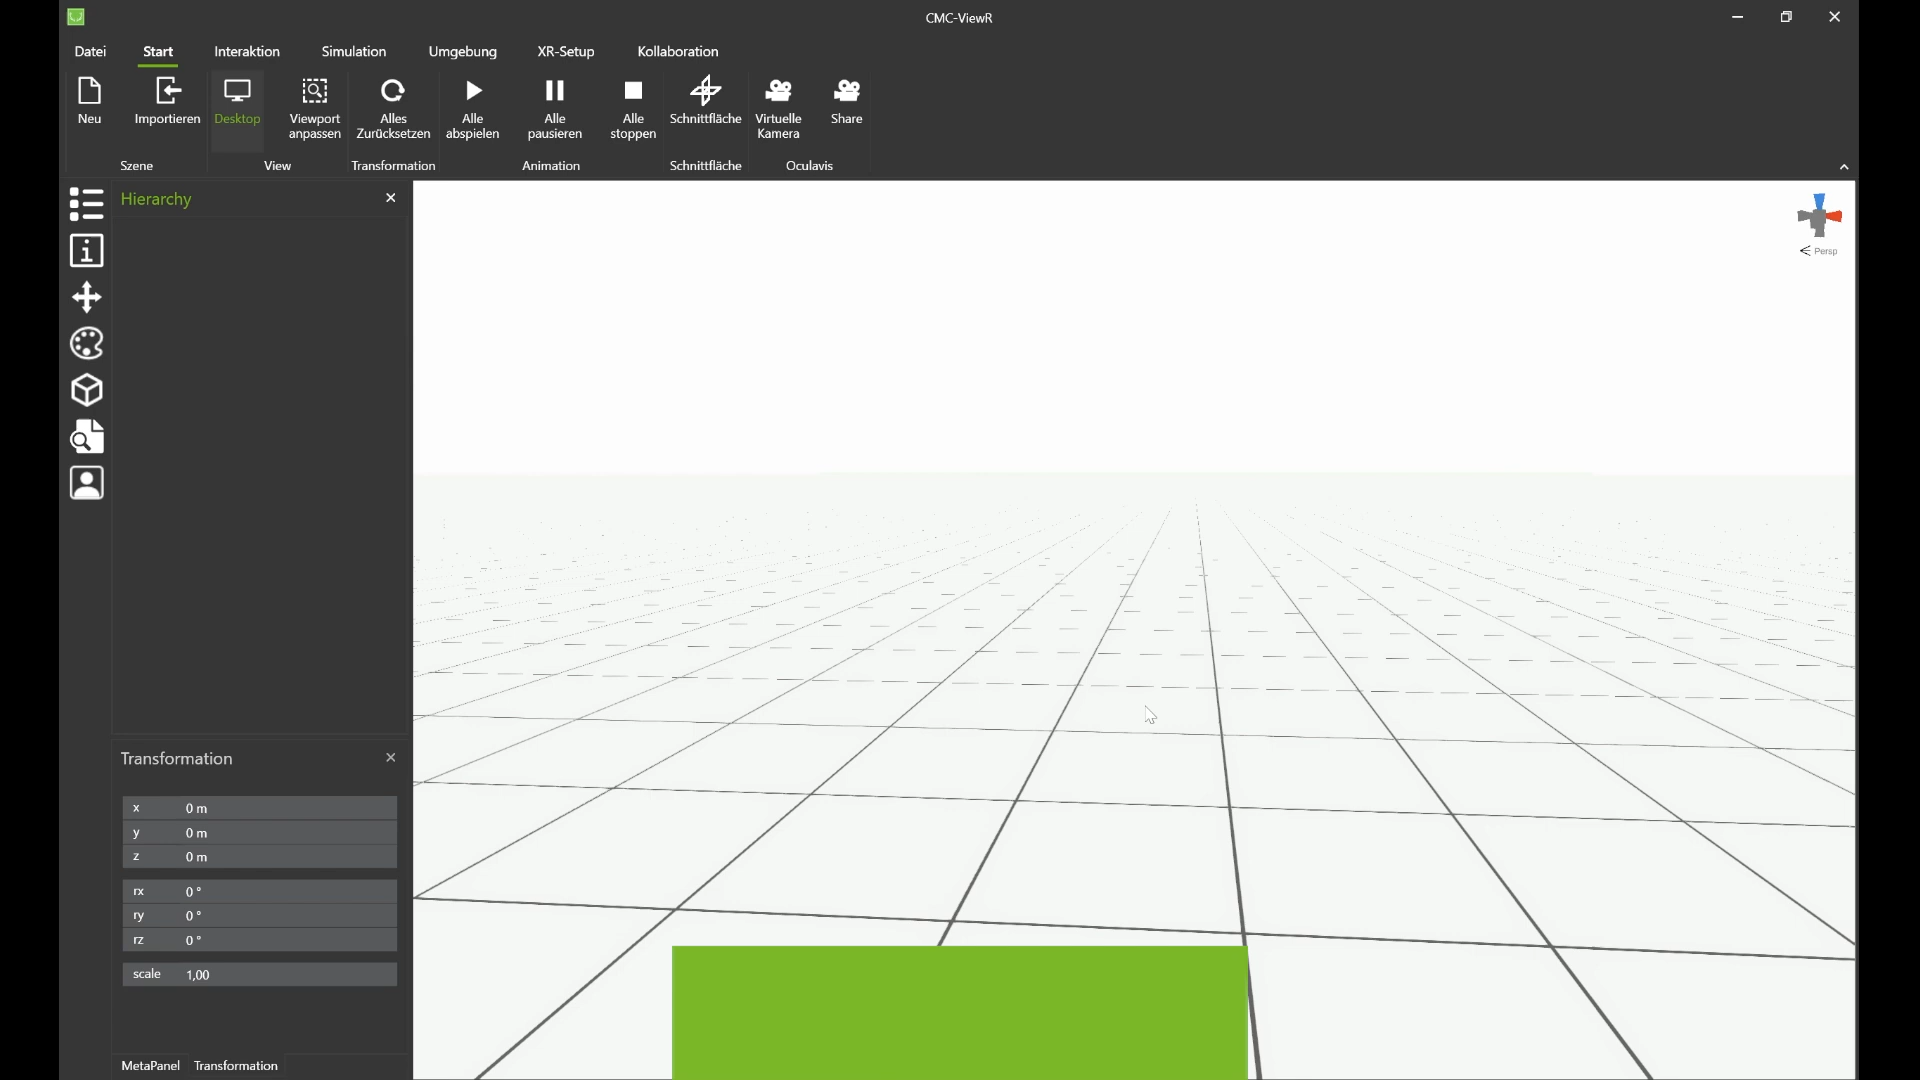 CMC-ViewR
Datei Start Interaktion Simulation Umgebung XR-Setup Kollaboration
Neu Importieren Desktop Viewport anpassen Alles Zurücksetzen Alle abspielen Alle pausieren Alle stoppen Schnittfläche Virtuelle Kamera Share
Szene View Transformation Animation Schnittfläche Oculavis
Hierarchy
Persp
Transformation
x 0 m
y 0 m
z 0 m
rx 0 °
ry 0 °
rz 0 °
scale 1,00
MetaPanel Transformation